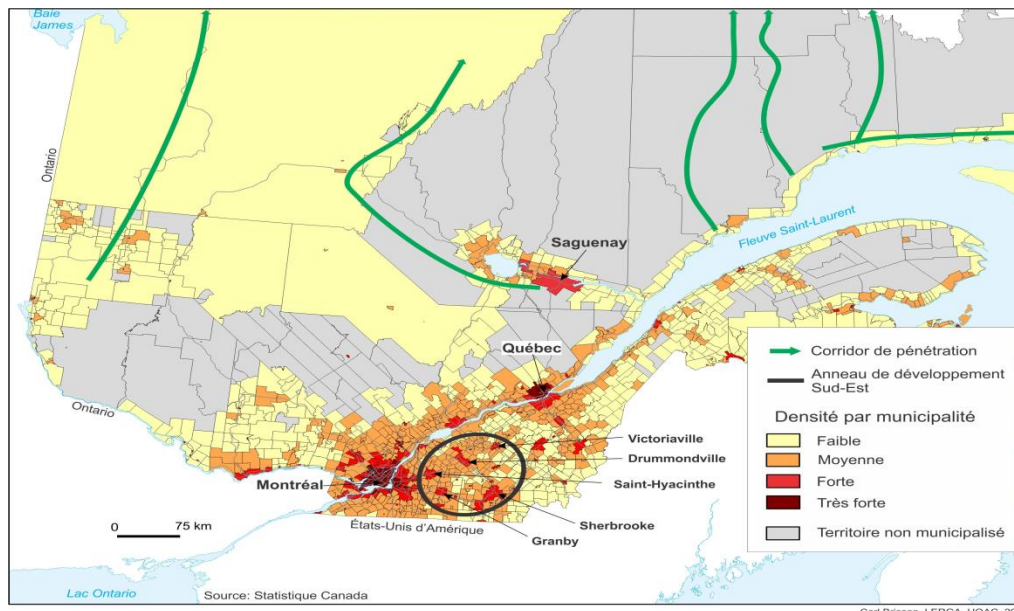 Baie
James
Ontario
Fleuve Saint-Laurent
Saguenay
Québec
Ontario
Montréal
Victoriaville
Drummondville
Saint-Hyacinthe
Sherbrooke
Granby
États-Unis d'Amérique
0 75 km
Lac Ontario
Source: Statistique Canada
Corridor de pénétration
Anneau de développement
Sud-Est
Densité par municipalité
Faible
Moyenne
Forte
Très forte
Territoire non municipalisé